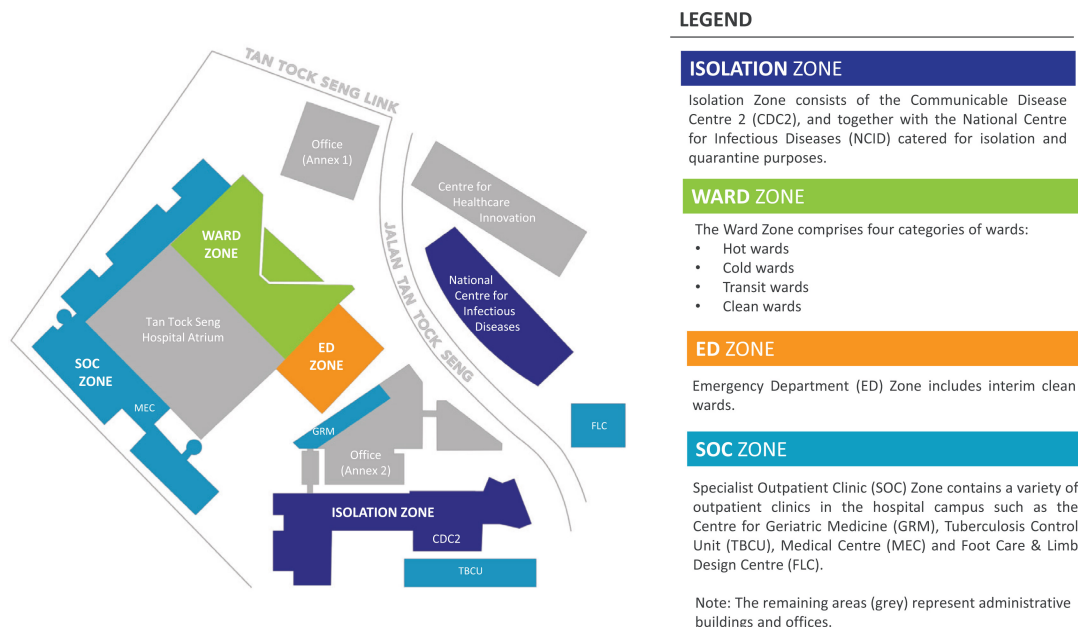 TAN TOCK SENG LINK
Office
(Annex 1)
Centre for
Healthcare
Innovation
WARD
ZONE
JALAN TAN TOCK SENG
National
Centre for
Infectious
Diseases
Tan Tock Seng
Hospital Atrium
ED
ZONE
SOC
ZONE
MEC
GRM
FLC
Office
(Annex 2)
ISOLATION ZONE
CDC2
TBCU
LEGEND
ISOLATION ZONE
Isolation Zone consists of the Communicable Disease
Centre 2 (CDC2), and together with the National Centre
for Infectious Diseases (NCID) catered for isolation and
quarantine purposes.
WARD ZONE
The Ward Zone comprises four categories of wards:
• Hot wards
• Cold wards
• Transit wards
• Clean wards
ED ZONE
Emergency Department (ED) Zone includes interim clean
wards.
SOC ZONE
Specialist Outpatient Clinic (SOC) Zone contains a variety of
outpatient clinics in the hospital campus such as the
Centre for Geriatric Medicine (GRM), Tuberculosis Control
Unit (TBCU), Medical Centre (MEC) and Foot Care & Limb
Design Centre (FLC).
Note: The remaining areas (grey) represent administrative
buildings and offices.